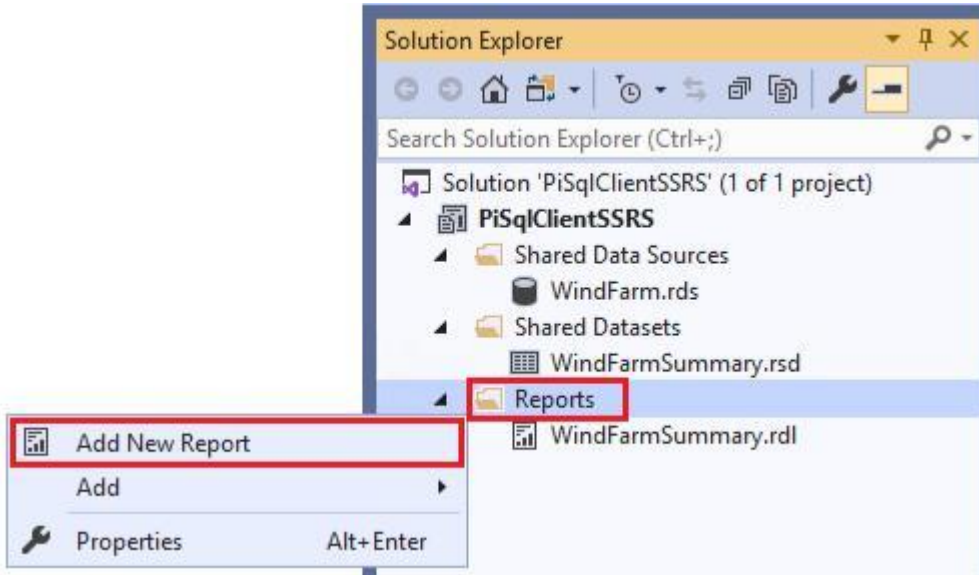 Solution Explorer
Search Solution Explorer (Ctrl+;)
Solution 'PiSqlClientSSRS' (1 of 1 project)
PiSqlClientSSRS
Shared Data Sources
WindFarm.rds
Shared Datasets
WindFarmSummary.rsd
Reports
WindFarmSummary.rdl
Add New Report
Add
Properties Alt+Enter